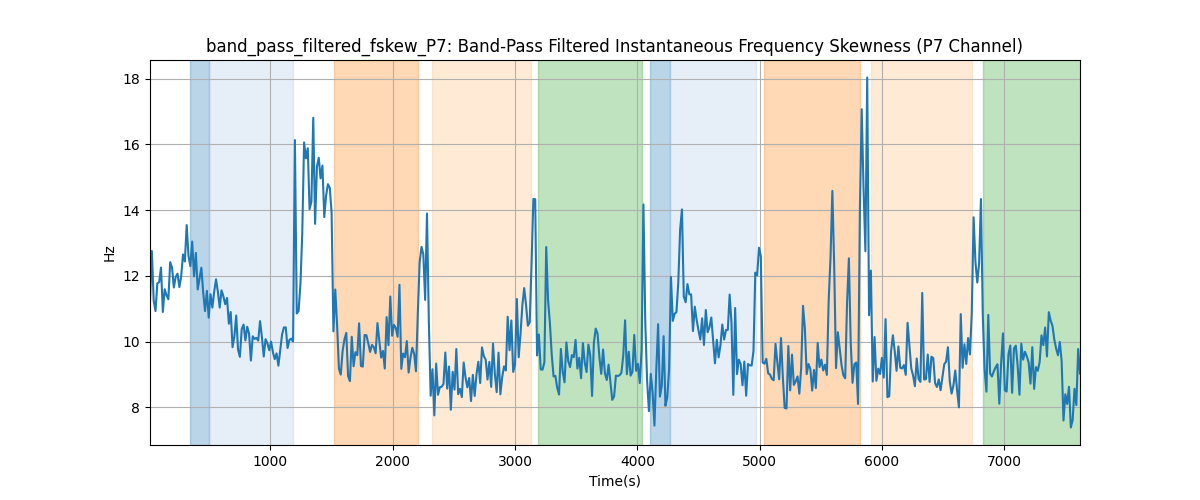 band_pass_filtered_fskew_P7: Band-Pass Filtered Instantaneous Frequency Skewness (P7 Channel)
18
16
14
12
10
8
Hz
1000 2000 3000 4000 5000 6000 7000
Time(s)